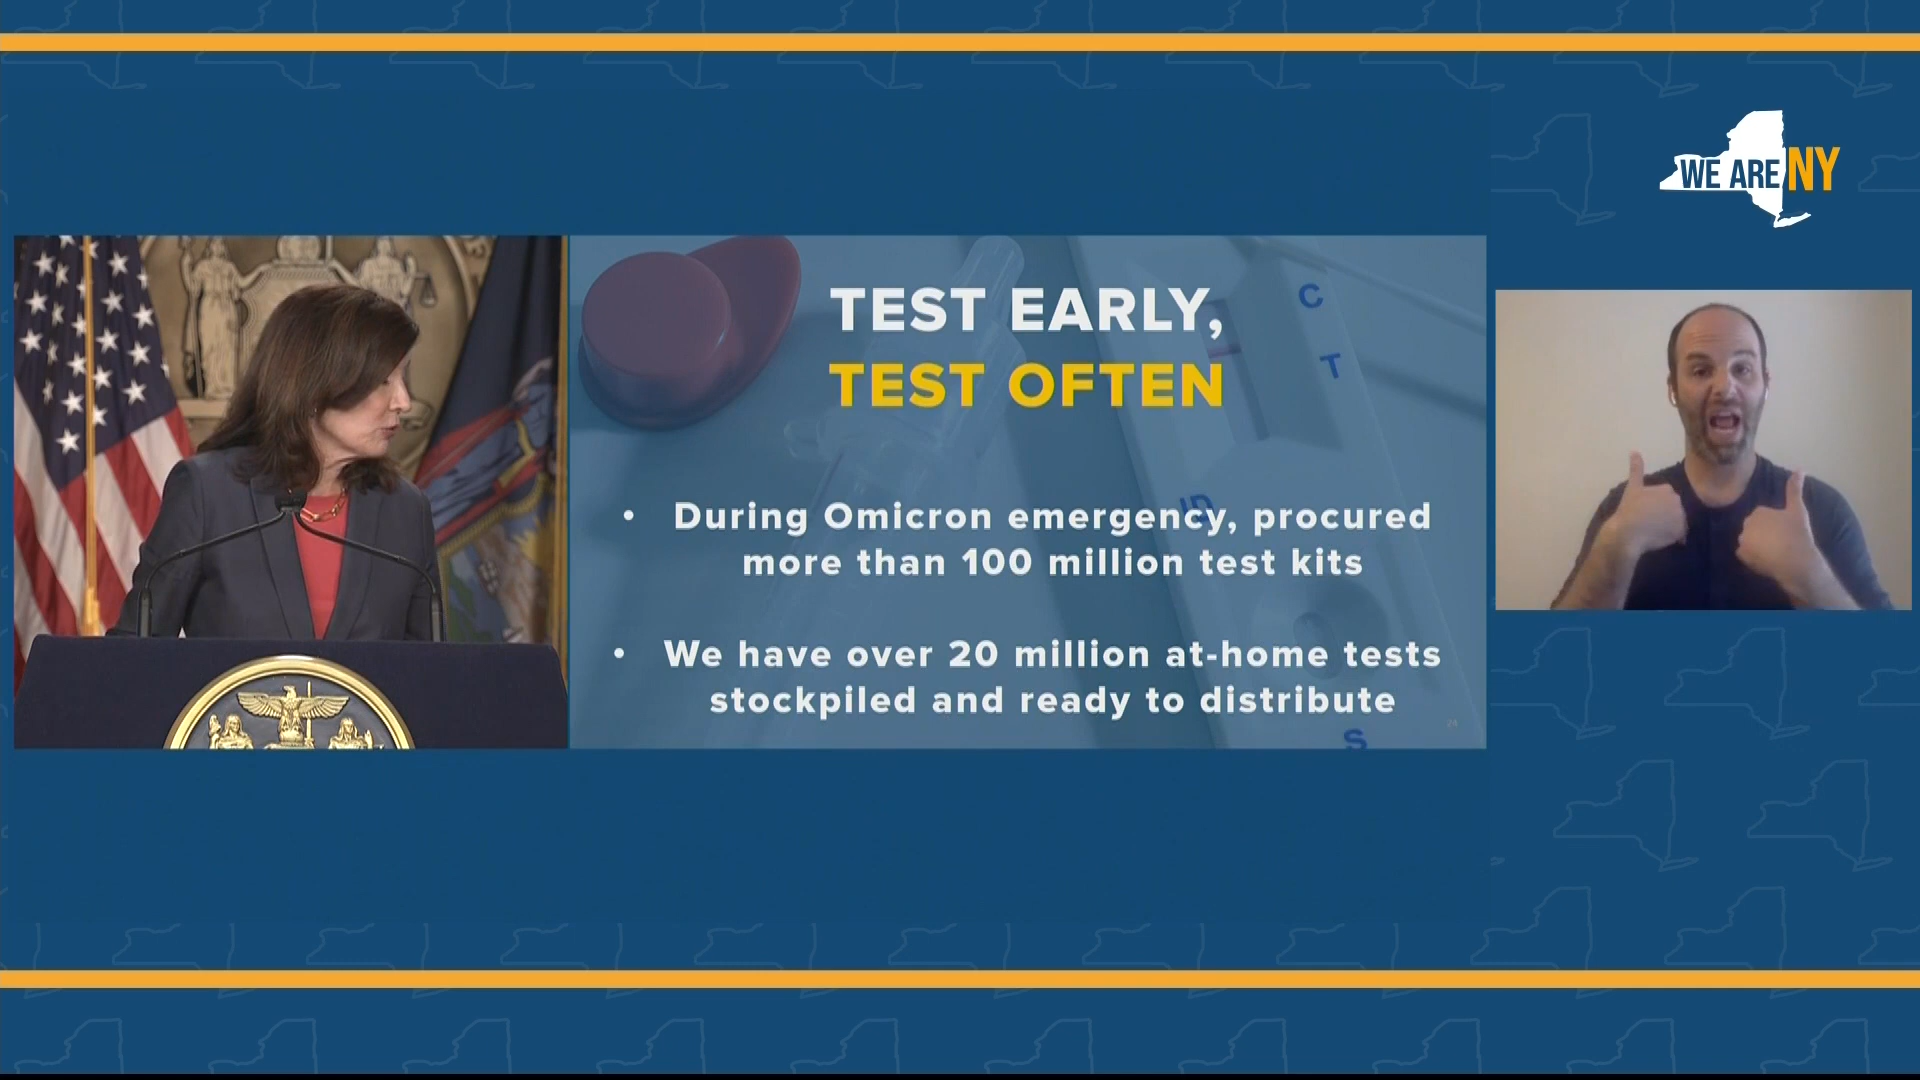 WE ARE NY
TEST EARLY,
TEST OFTEN
C
T
ID
• During Omicron emergency, procured
more than 100 million test kits
• We have over 20 million at-home tests
stockpiled and ready to distribute
S